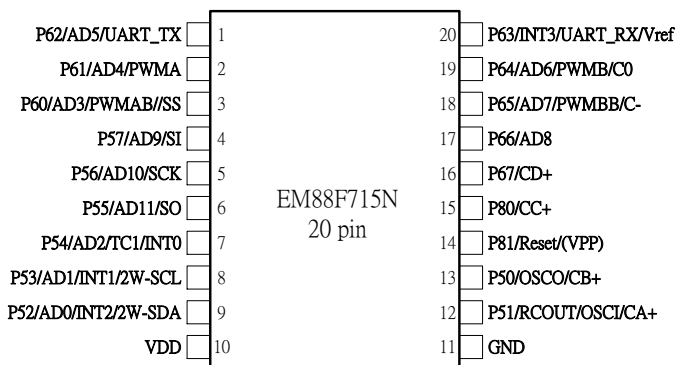 P62/AD5/UART_TX 1 20 P63/INT3/UART_RX/Vref
P61/AD4/PWMA 2 19 P64/AD6/PWMB/C0
P60/AD3/PWMAB//SS 3 18 P65/AD7/PWMBB/C-
P57/AD9/SI 4 17 P66/AD8
P56/AD10/SCK 5 16 P67/CD+
EM88F715N
P55/AD11/SO 6 15 P80/CC+
20 pin
P54/AD2/TC1/INT0 7 14 P81/Reset/(VPP)
P53/AD1/INT1/2W-SCL 8 13 P50/OSCO/CB+
P52/AD0/INT2/2W-SDA 9 12 P51/RCOUT/OSCI/CA+
VDD 10 11 GND